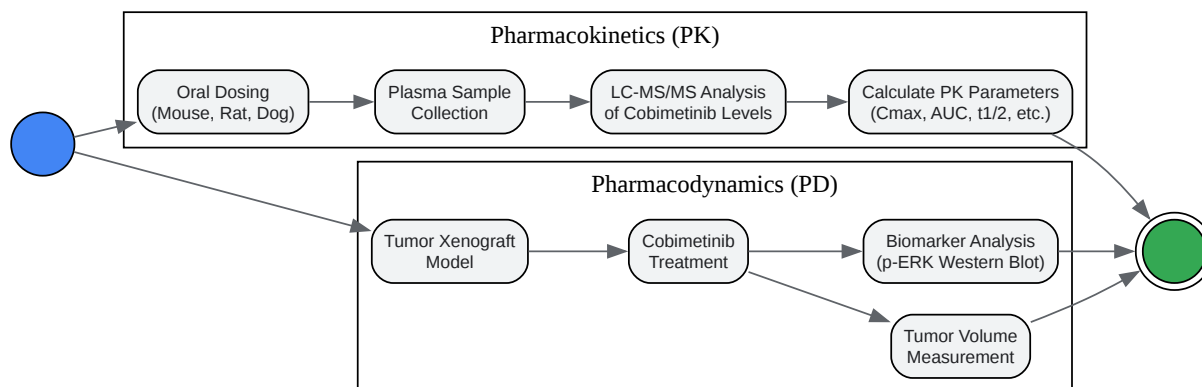 Pharmacokinetics (PK)
Oral Dosing
(Mouse, Rat, Dog)
Plasma Sample
Collection
LC-MS/MS Analysis
of Cobimetinib Levels
Calculate PK Parameters
(Cmax, AUC, t1/2, etc.)
Pharmacodynamics (PD)
Tumor Xenograft
Model
Cobimetinib
Treatment
Biomarker Analysis
(p-ERK Western Blot)
Tumor Volume
Measurement